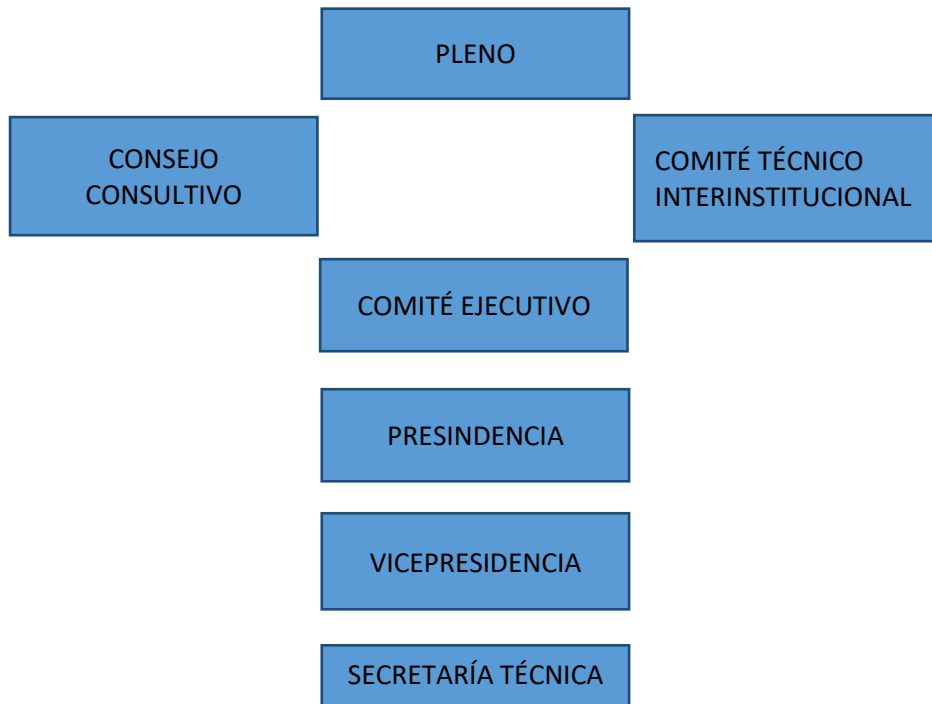 PLENO
CONSEJO
CONSULTIVO
COMITÉ TÉCNICO
INTERINSTITUCIONAL
COMITÉ EJECUTIVO
PRESINDENCIA
VICEPRESIDENCIA
SECRETARÍA TÉCNICA